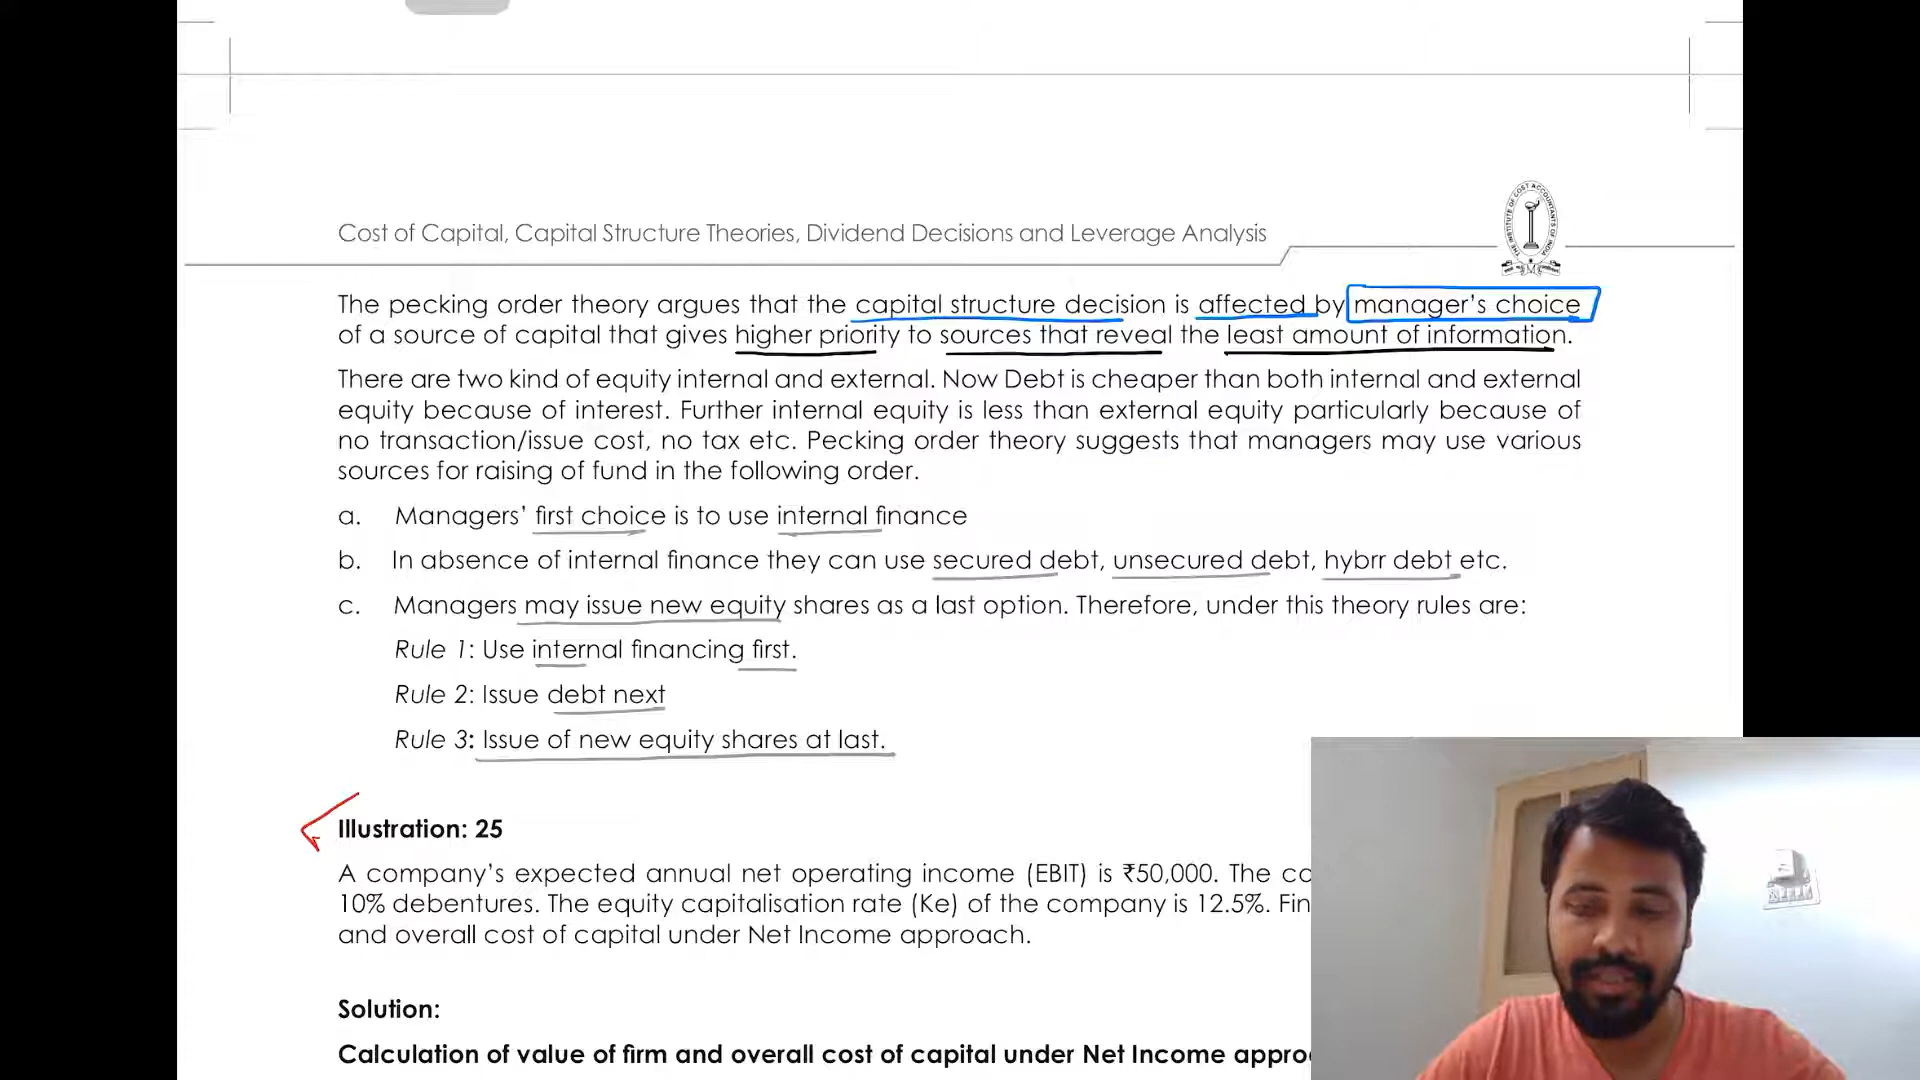 Cost of Capital, Capital Structure Theories, Dividend Decisions and Leverage Analysis
THE INSTITUTE OF COST ACCOUNTANTS OF INDIA
The pecking order theory argues that the capital structure decision is affected by manager's choice
of a source of capital that gives higher priority to sources that reveal the least amount of information.
There are two kind of equity internal and external. Now Debt is cheaper than both internal and external
equity because of interest. Further internal equity is less than external equity particularly because of
no transaction/issue cost, no tax etc. Pecking order theory suggests that managers may use various
sources for raising of fund in the following order.
a. Managers' first choice is to use internal finance
b. In absence of internal finance they can use secured debt, unsecured debt, hybrr debt etc.
c. Managers may issue new equity shares as a last option. Therefore, under this theory rules are:
Rule 1: Use internal financing first.
Rule 2: Issue debt next
Rule 3: Issue of new equity shares at last.
Illustration: 25
A company's expected annual net operating income (EBIT) is ₹50,000. The
10% debentures. The equity capitalisation rate (Ke) of the company is 12.5%.
and overall cost of capital under Net Income approach.
Solution:
Calculation of value of firm and overall cost of capital under Net Income